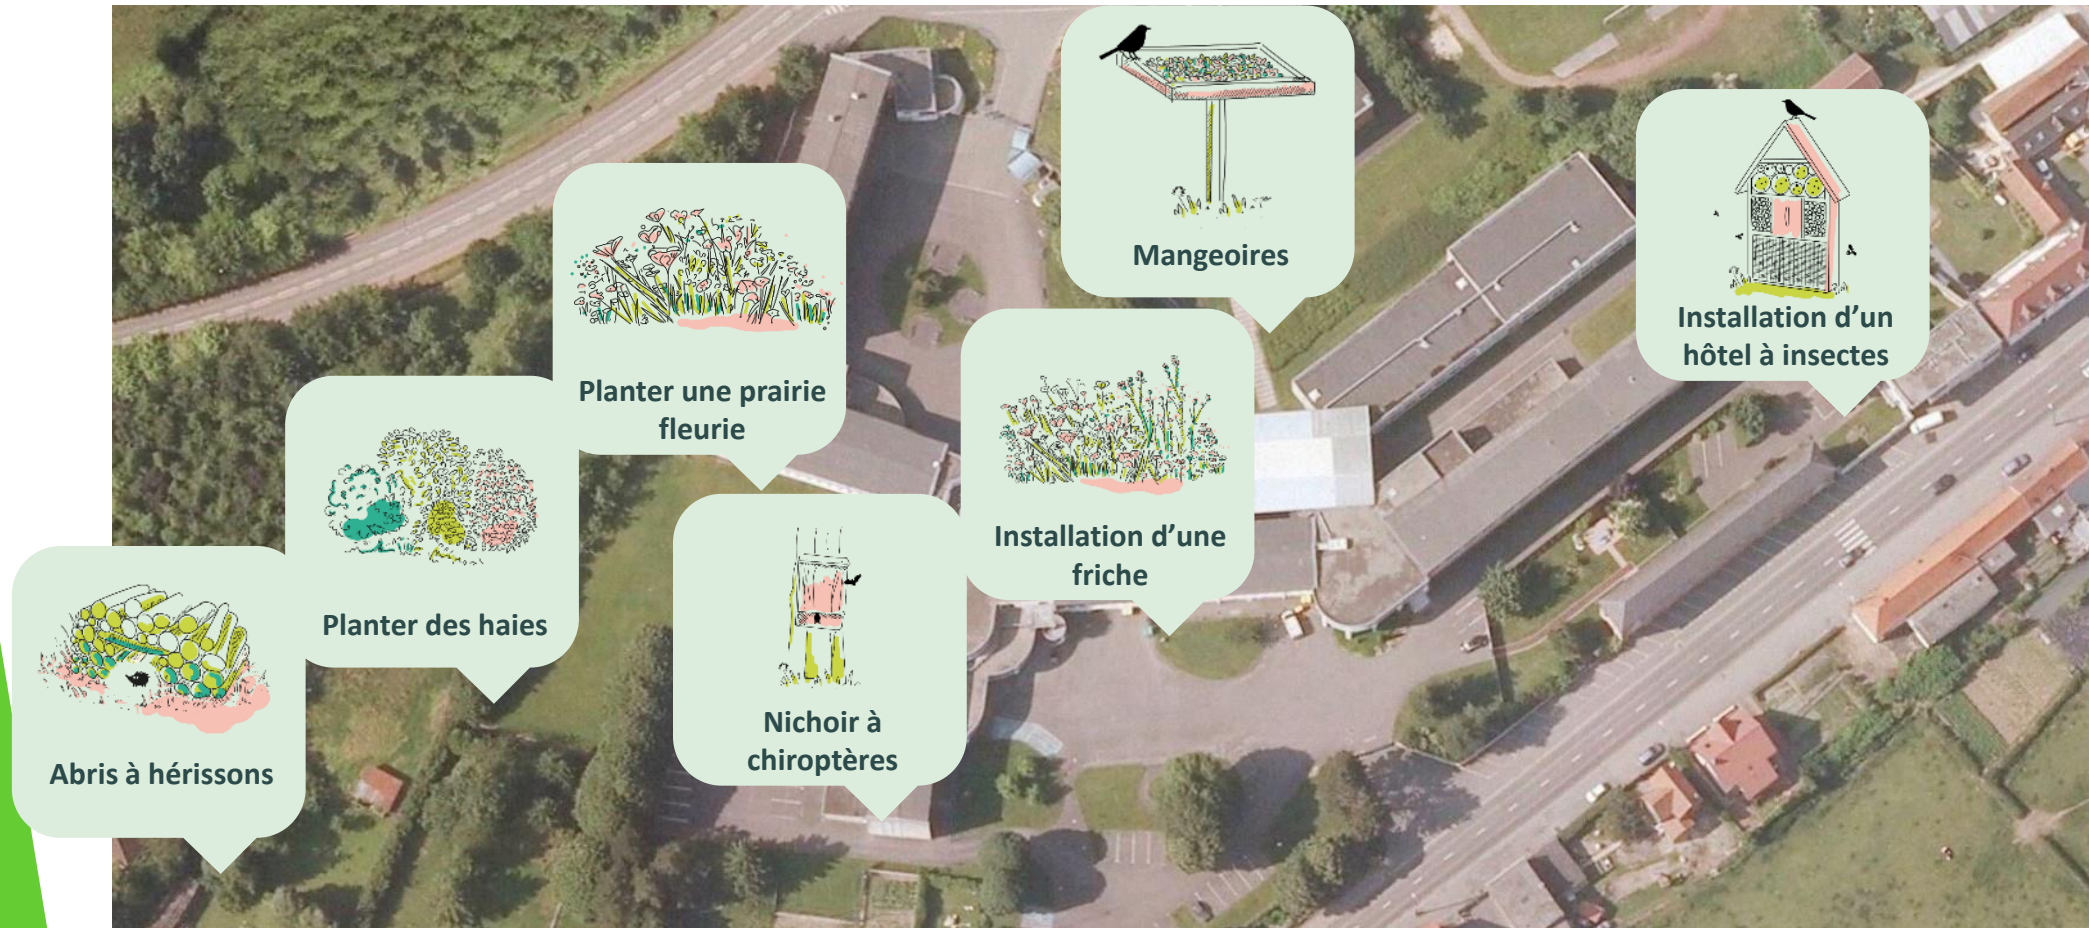 Mangeoires
Installation d’un
hôtel à insectes
Planter une prairie
fleurie
Installation d’une
friche
Planter des haies
Nichoir à
chiroptères
Abris à hérissons